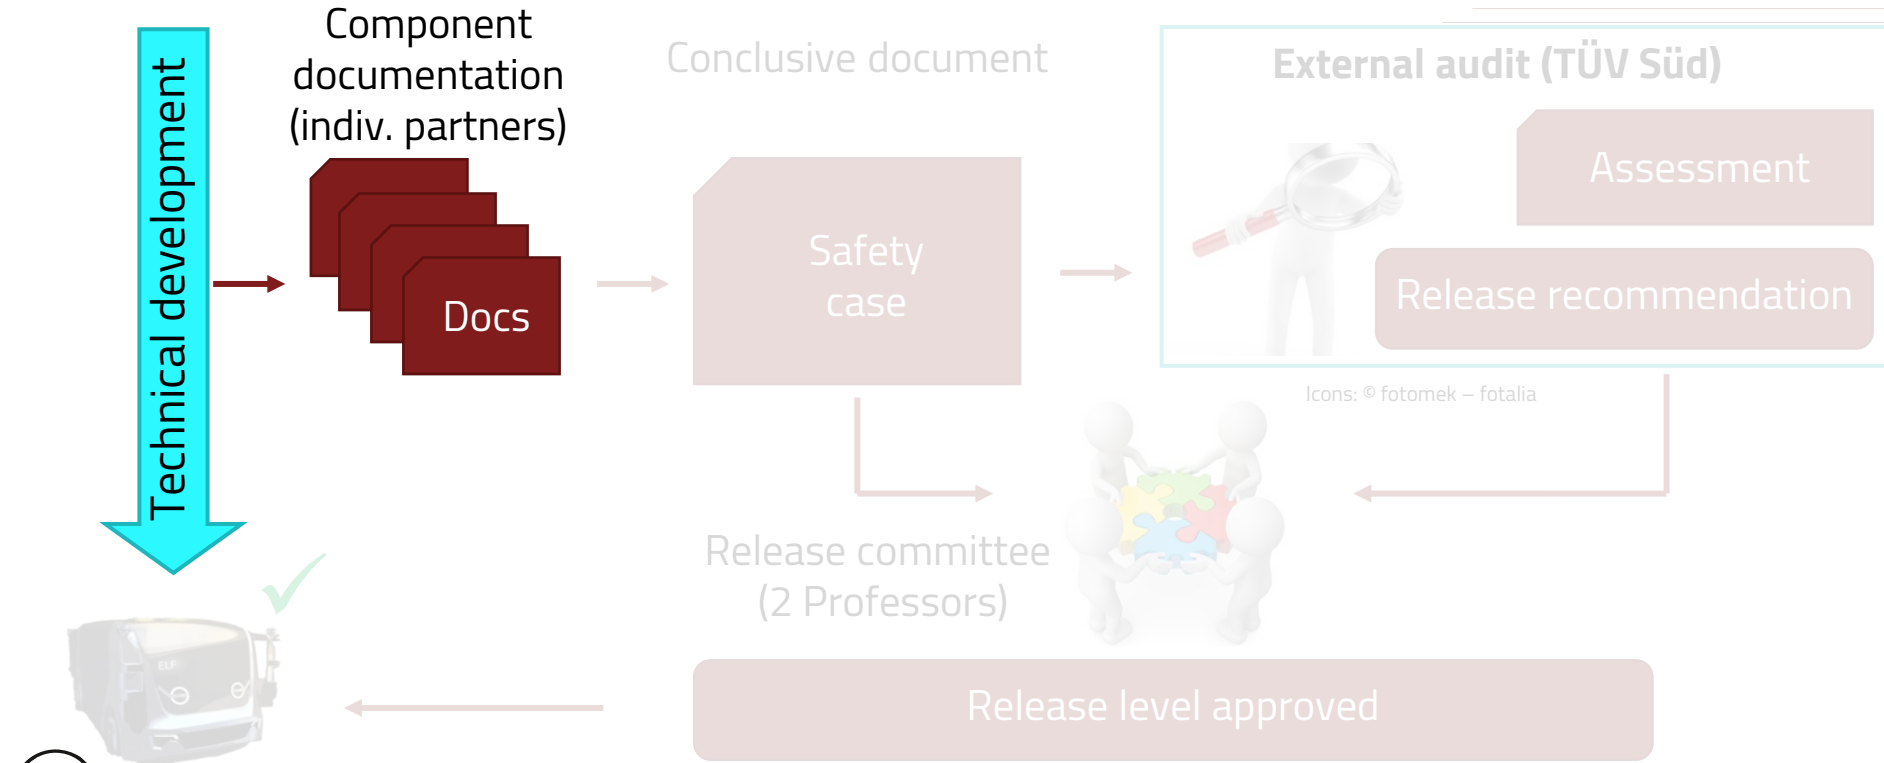 Technical development
Component
documentation
(indiv. partners)
Docs
Conclusive document
Safety
case
External audit (TÜV Süd)
Assessment
Release recommendation
Icons: © fotomek – fotalia
Release committee
(2 Professors)
Release level approved
ELF